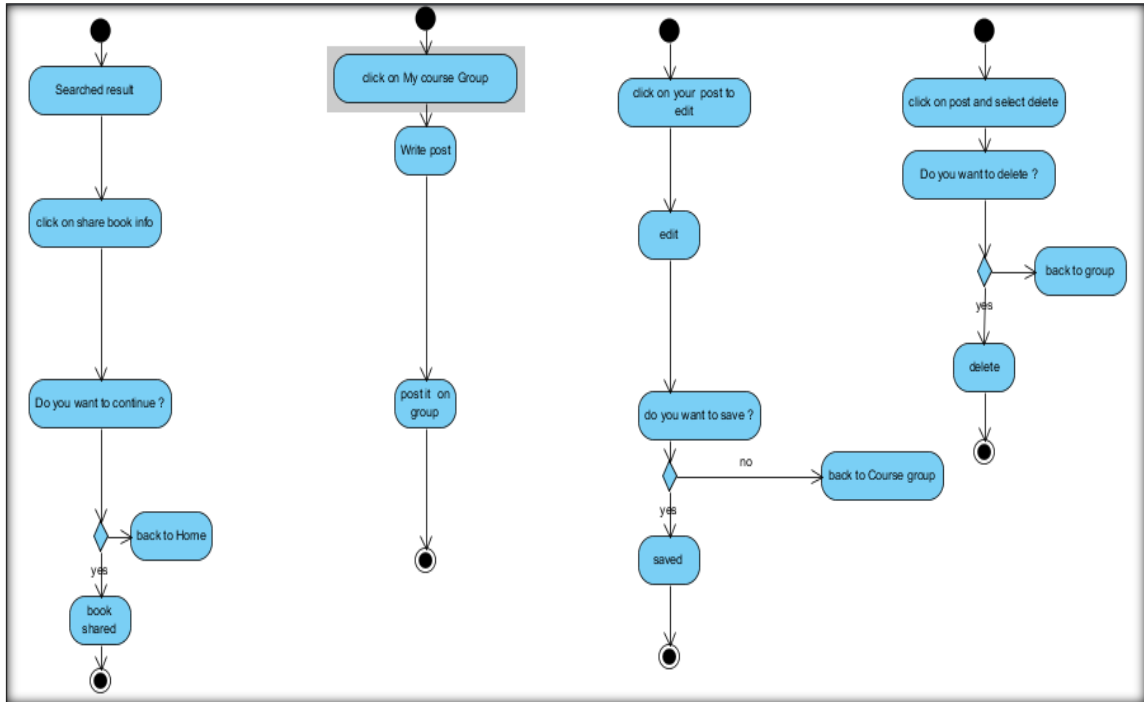 Searched result
click on share book info
Do you want to continue ?
back to Home
yes
book
shared
click on My course Group
Write post
post it on
group
click on your post to
edit
edit
do you want to save ?
no
back to Course group
yes
saved
click on post and select delete
Do you want to delete ?
back to group
yes
delete